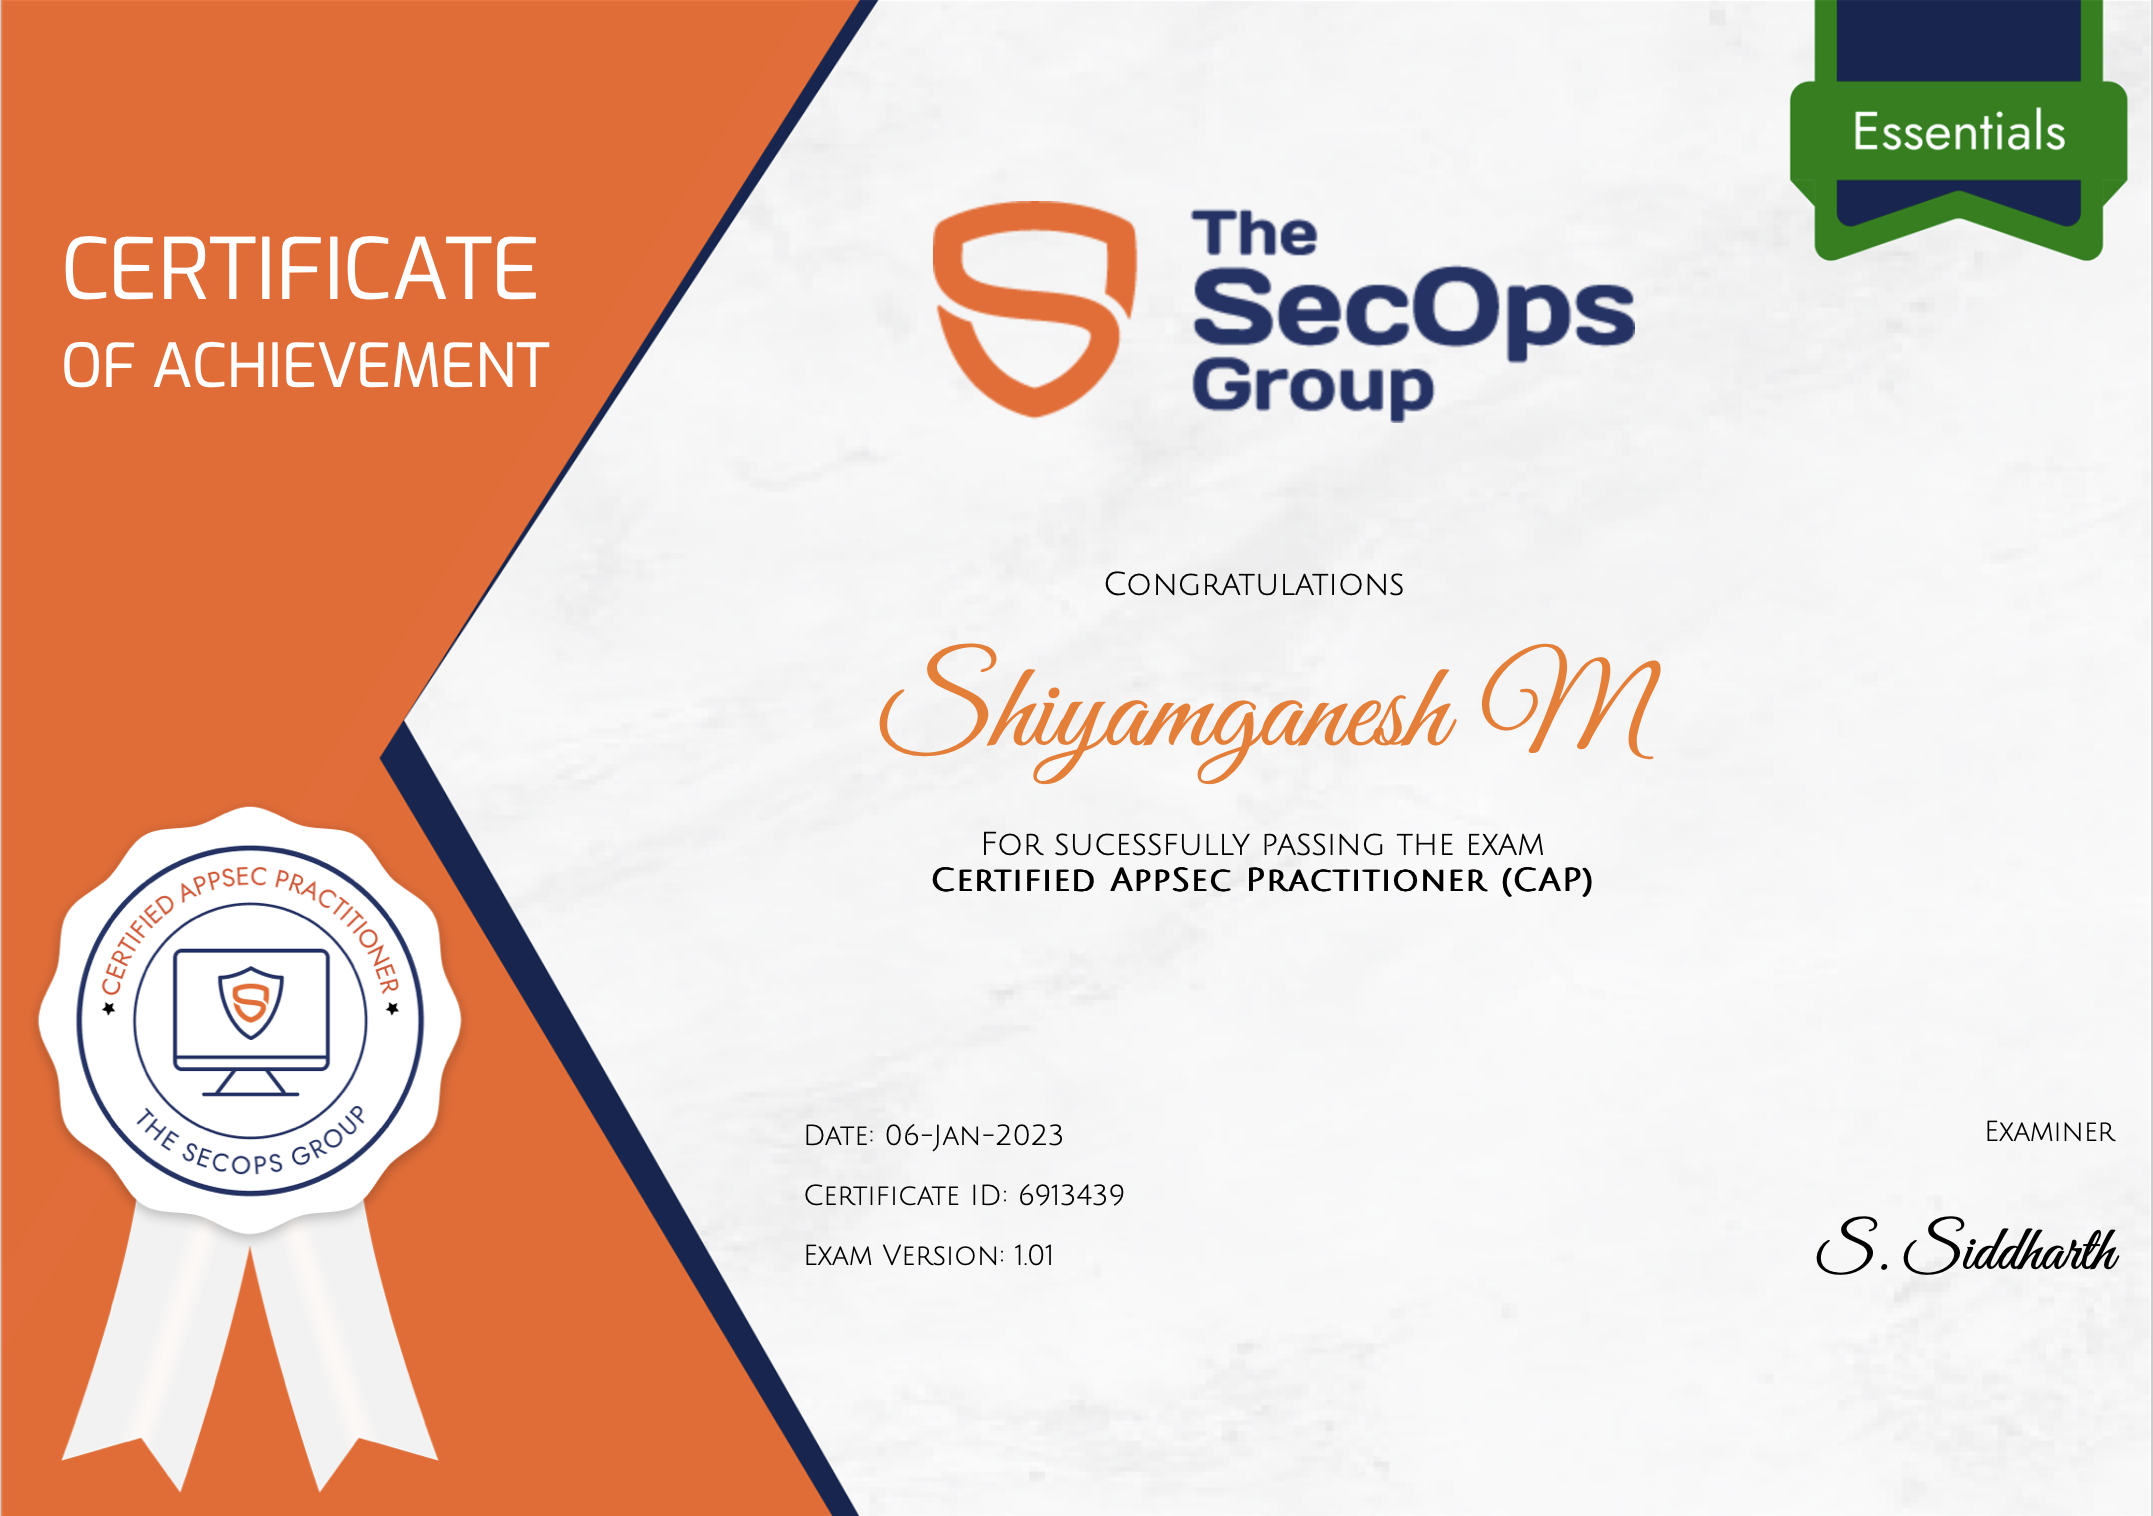 CERTIFICATE
OF ACHIEVEMENT
Essentials
The
SecOps
Group
Congratulations
Shiyamganesh M
For sucessfully passing the exam
Certified AppSec Practitioner (CAP)
CERTIFIED APPSEC PRACTITIONER
THE SECOPS GROUP
Date: 06-Jan-2023
Certificate ID: 6913439
Exam Version: 1.01
Examiner
S. Siddharth